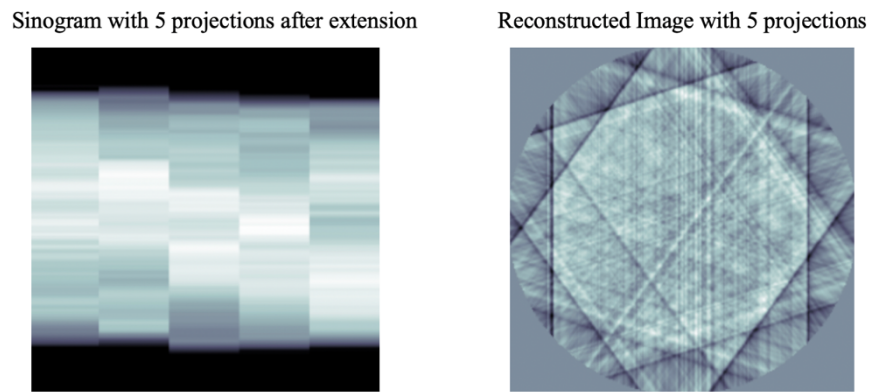 Sinogram with 5 projections after extension
Reconstructed Image with 5 projections